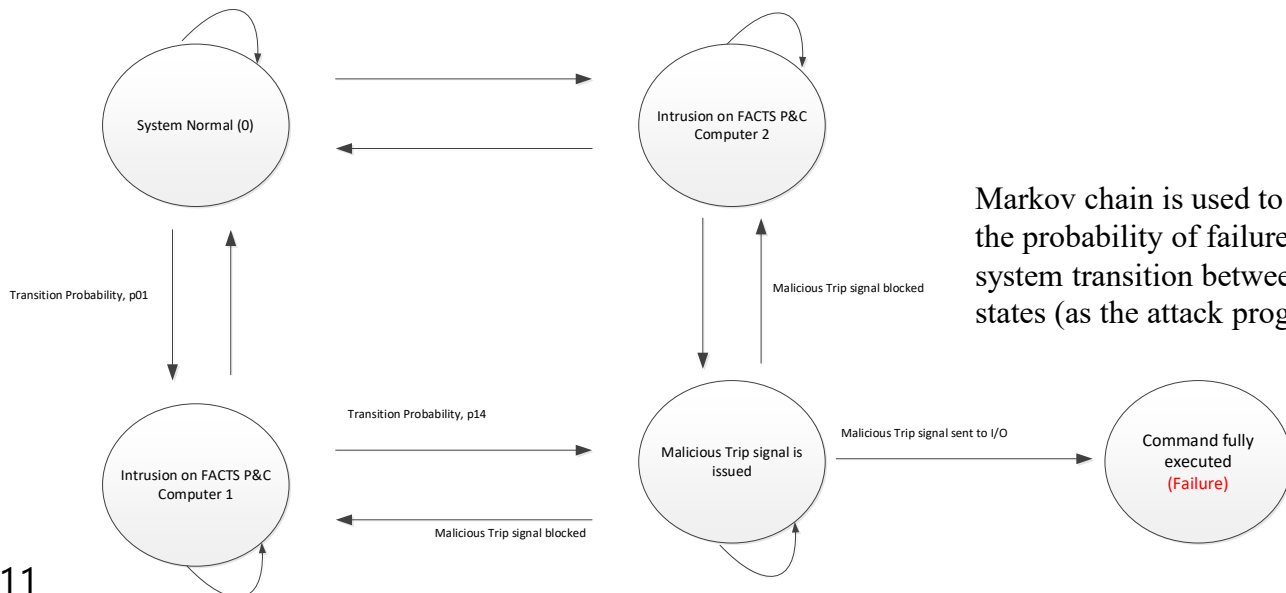 System Normal (0)
Intrusion on FACTS P&C
Computer 2
Markov chain is used to
the probability of failure
system transition between
states (as the attack prog
Transition Probability, p01
Malicious Trip signal blocked
Transition Probability, p14
Malicious Trip signal sent to I/O
Intrusion on FACTS P&C
Computer 1
Malicious Trip signal is
issued
Command fully
executed
(Failure)
Malicious Trip signal blocked
11